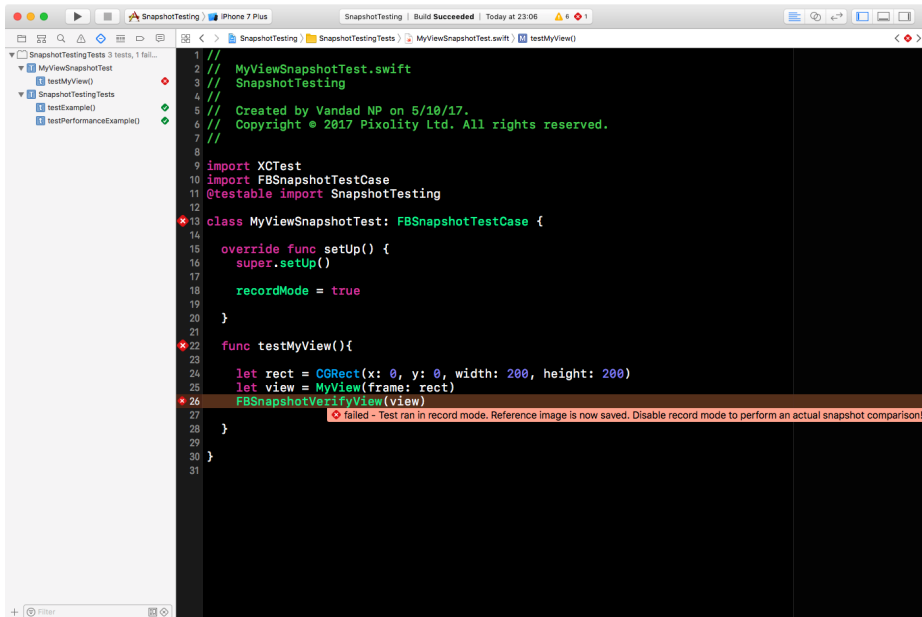 SnapshotTesting iPhone 7 Plus
SnapshotTesting | Build Succeeded | Today at 23:06 6 1
SnapshotTesting SnapshotTestingTests MyViewSnapshotTest.swift M testMyView()
SnapshotTestingTests 3 tests, 1 fail...
T MyViewSnapshotTest
t testMyView()
T SnapshotTestingTests
t testExample()
t testPerformanceExample()
1 //
2 // MyViewSnapshotTest.swift
3 // SnapshotTesting
4 //
5 // Created by Vandad NP on 5/10/17.
6 // Copyright © 2017 Pixolity Ltd. All rights reserved.
7 //
8
9 import XCTest
10 import FBSnapshotTestCase
11 @testable import SnapshotTesting
12
13 class MyViewSnapshotTest: FBSnapshotTestCase {
14
15 override func setUp() {
16 super.setUp()
17
18 recordMode = true
19
20 }
21
22 func testMyView(){
23
24 let rect = CGRect(x: 0, y: 0, width: 200, height: 200)
25 let view = MyView(frame: rect)
26 FBSnapshotVerifyView(view)
27 failed - Test ran in record mode. Reference image is now saved. Disable record mode to perform an actual snapshot comparison!
28 }
29
30 }
31
Filter